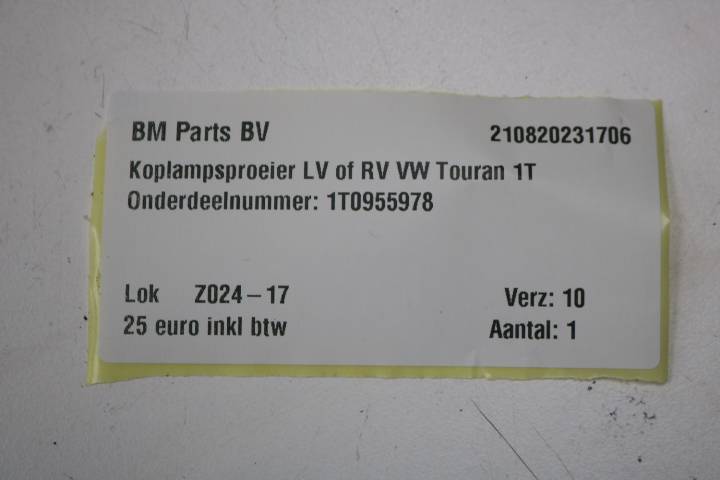 BM Parts BV 210820231706
Koplampsproeier LV of RV VW Touran 1T
Onderdeelnummer: 1T0955978
Lok Z024-17 Verz: 10
25 euro inkl btw Aantal: 1